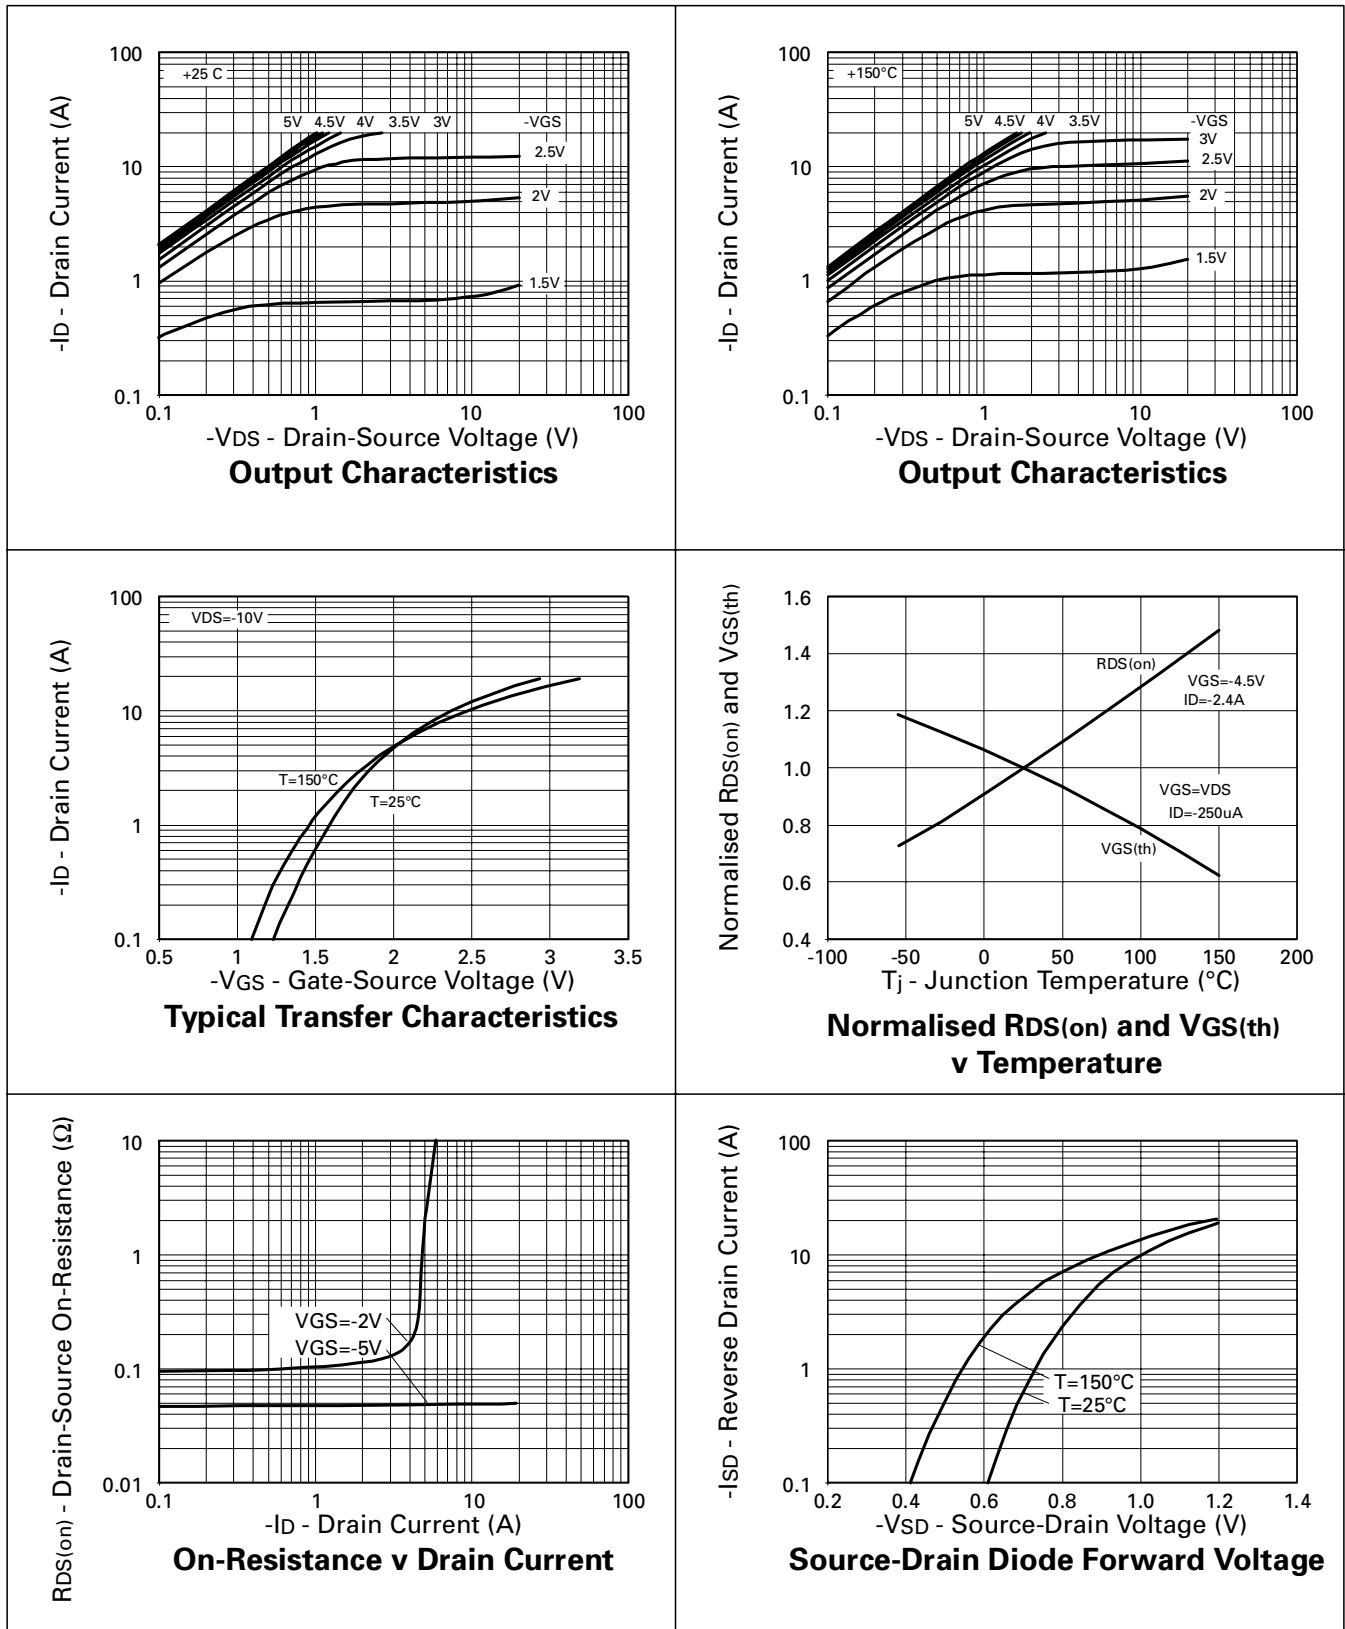 -ID - Drain Current (A)
100
10
1
0.1
+25 C
5V 4.5V 4V 3.5V 3V -VGS
2.5V
2V
1.5V
0.1 1 10 100
-VDS - Drain-Source Voltage (V)
Output Characteristics
-ID - Drain Current (A)
100
10
1
0.1
+150°C
5V 4.5V 4V 3.5V -VGS
3V
2.5V
2V
1.5V
0.1 1 10 100
-VDS - Drain-Source Voltage (V)
Output Characteristics
-ID - Drain Current (A)
100
10
1
0.1
VDS=-10V
T=150°C
T=25°C
0.5 1 1.5 2 2.5 3 3.5
-VGS - Gate-Source Voltage (V)
Typical Transfer Characteristics
Normalised RDS(on) and VGS(th)
1.6
1.4
1.2
1.0
0.8
0.6
0.4
RDS(on)
VGS=-4.5V
ID=-2.4A
VGS=VDS
ID=-250uA
VGS(th)
-100 -50 0 50 100 150 200
Tj - Junction Temperature (°C)
Normalised RDS(on) and VGS(th)
v Temperature
RDS(on) - Drain-Source On-Resistance (Ω)
10
1
0.1
0.01
VGS=-2V
VGS=-5V
0.1 1 10 100
-ID - Drain Current (A)
On-Resistance v Drain Current
-ISD - Reverse Drain Current (A)
100
10
1
0.1
T=150°C
T=25°C
0.2 0.4 0.6 0.8 1.0 1.2 1.4
-VSD - Source-Drain Voltage (V)
Source-Drain Diode Forward Voltage